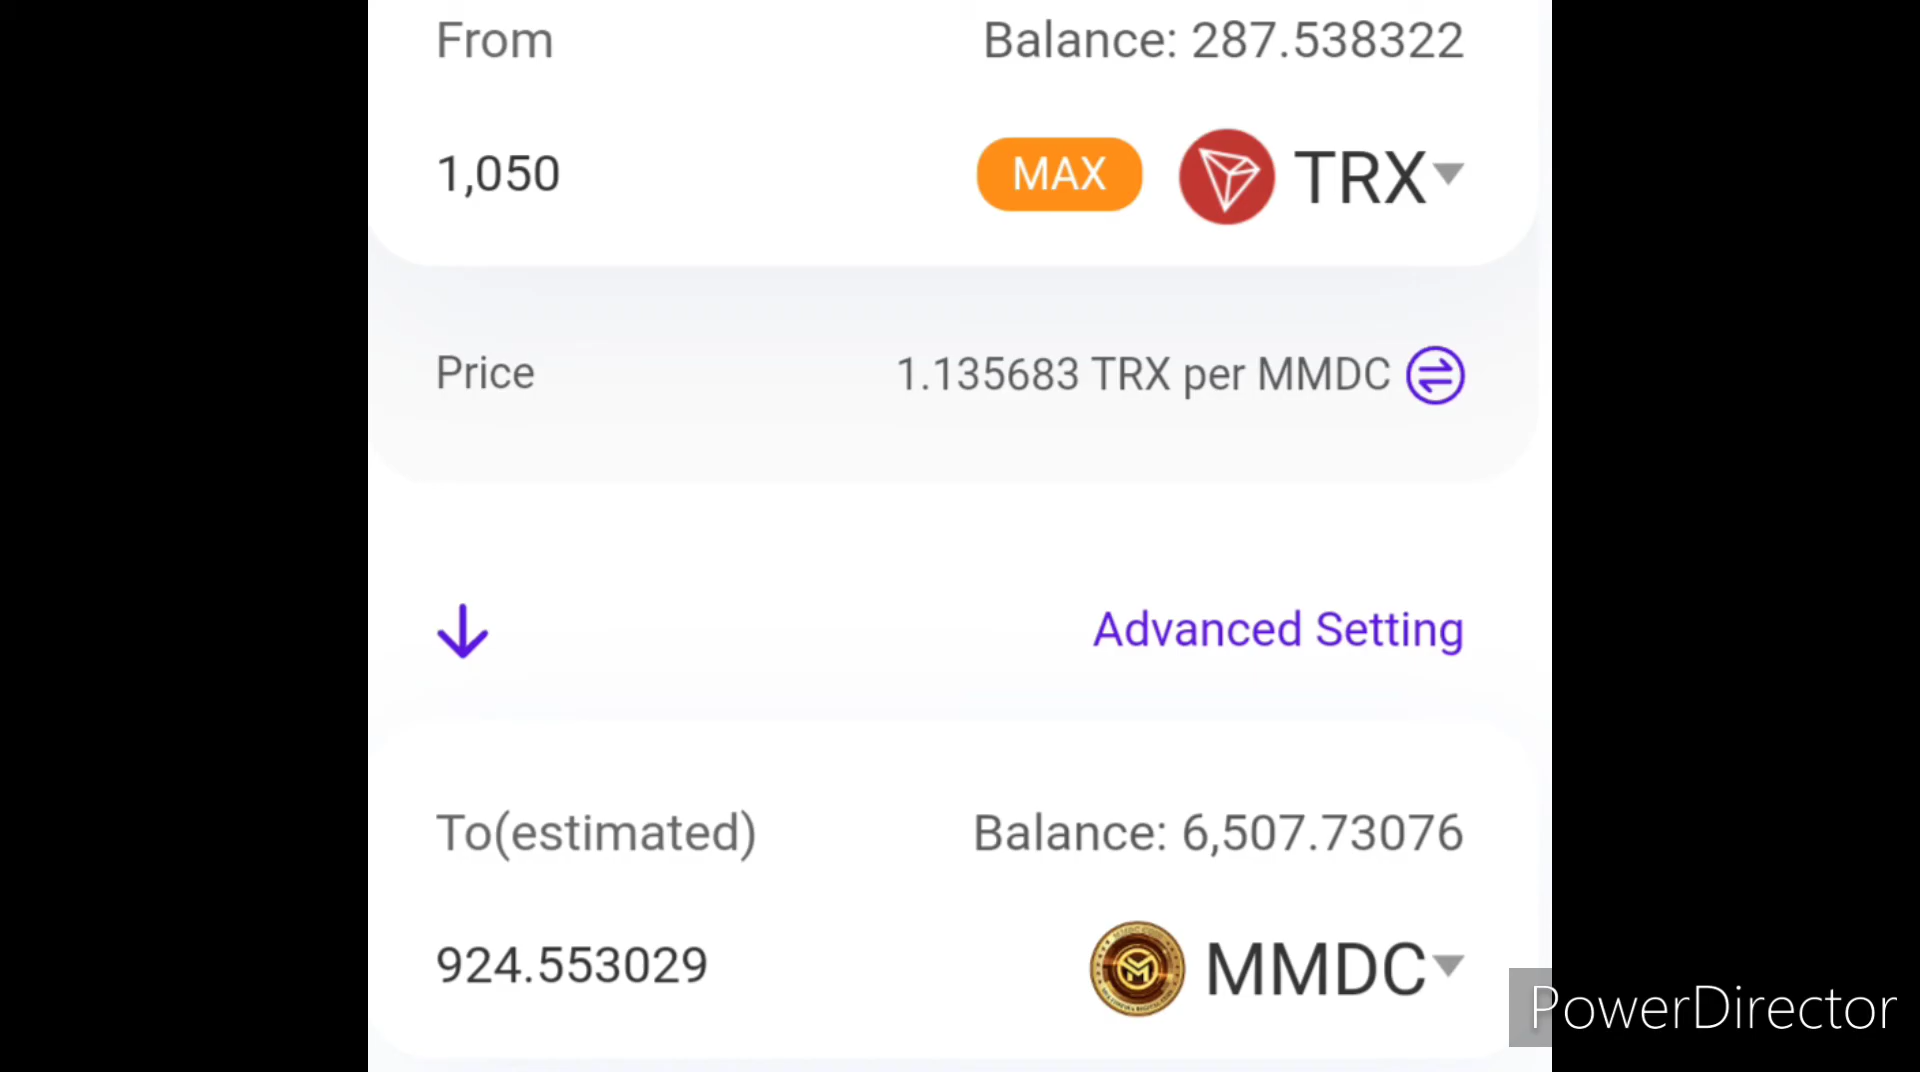 From
Balance: 287.538322
1,050
MAX
TRX
Price
1.135683 TRX per MMDC
Advanced Setting
To(estimated)
Balance: 6,507.73076
924.553029
MMDC
PowerDirector